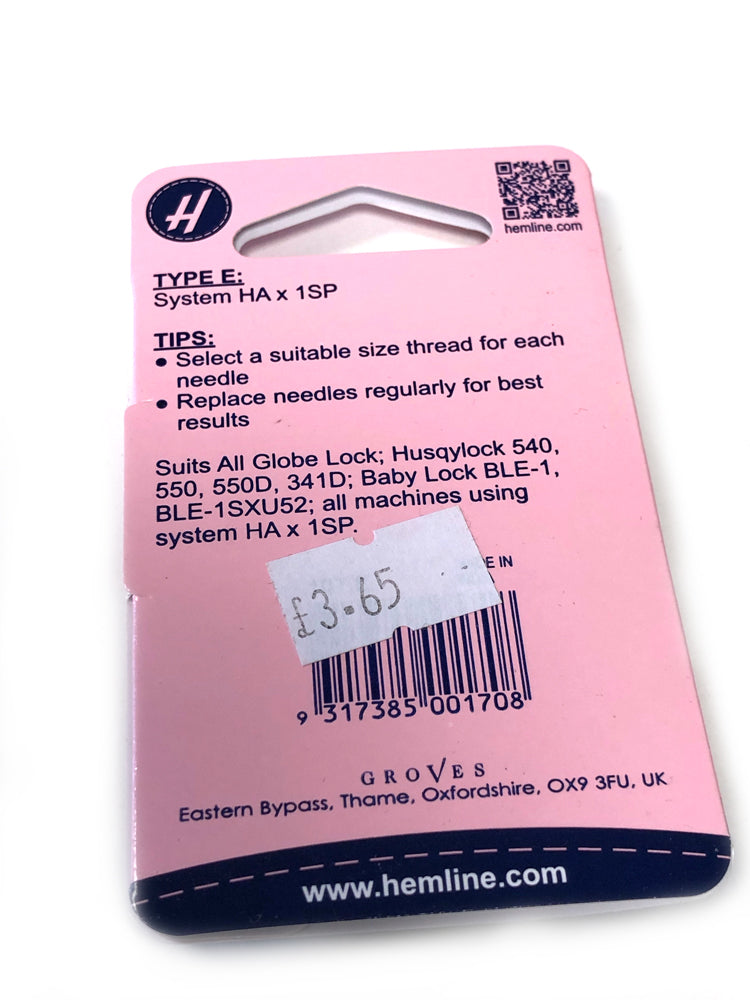 H
hemline.com
TYPE E:
System HA x 1SP
TIPS:
• Select a suitable size thread for each
needle
• Replace needles regularly for best
results
Suits All Globe Lock; Husqylock 540,
550, 550D, 341D; Baby Lock BLE-1,
BLE-1SXU52; all machines using
system HA x 1SP.
E IN
£3.65
9 317385 001708
GROVES
Eastern Bypass, Thame, Oxfordshire, OX9 3FU, UK
www.hemline.com